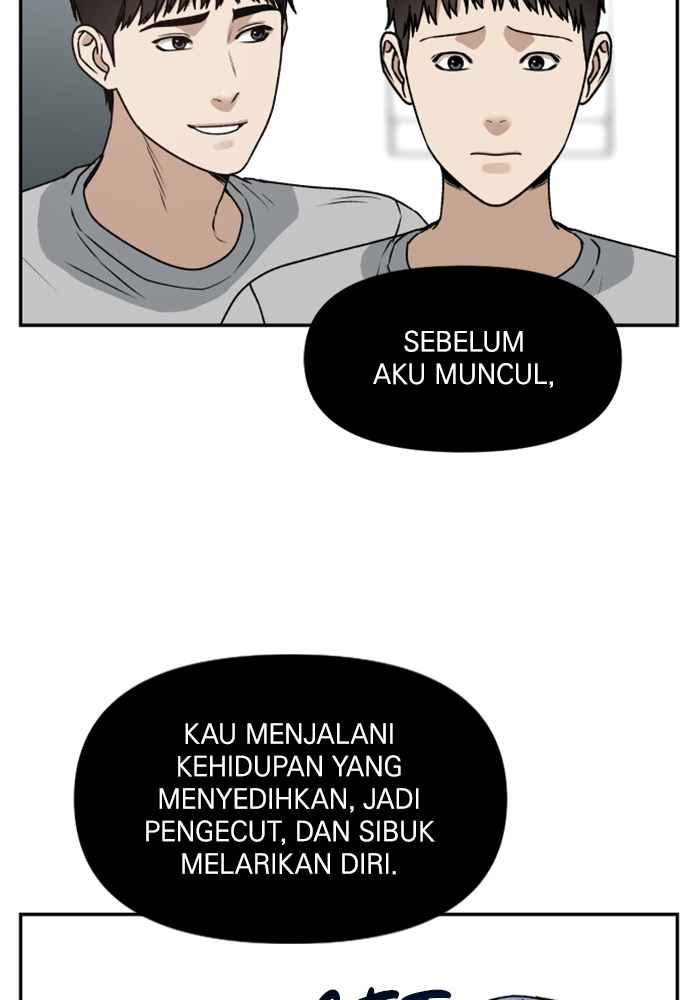 SEBELUM
AKU MUNCUL,
KAU MENJALANI
KEHIDUPAN YANG
MENYEDIHKAN, JADI
PENGECUT, DAN SIBUK
MELARIKAN DIRI.